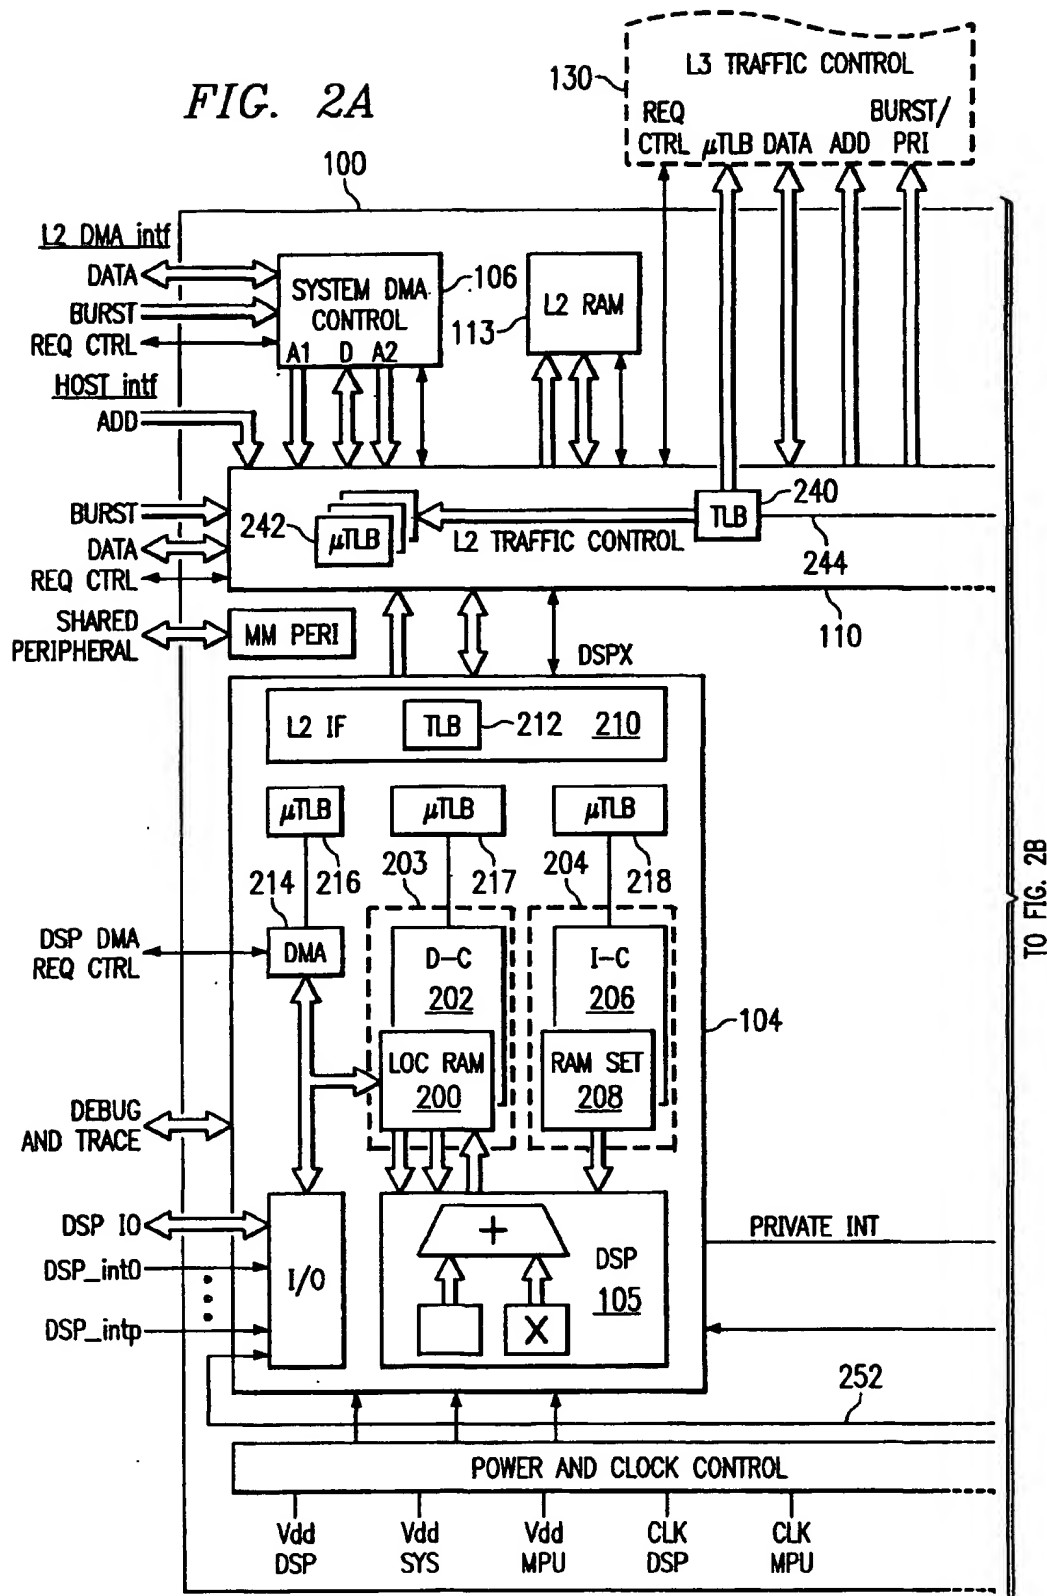 FIG. 2A
130
L3 TRAFFIC CONTROL
REQ
CTRL
μTLB
DATA
ADD
BURST/
PRI
100
L2 DMA intf
DATA
BURST
REQ CTRL
SYSTEM DMA
CONTROL
A1
D
A2
106
113
L2 RAM
HOST intf
ADD
BURST
DATA
REQ CTRL
242
μTLB
L2 TRAFFIC CONTROL
TLB
240
244
110
SHARED
PERIPHERAL
MM PERI
DSPX
L2 IF
TLB
212
210
μTLB
μTLB
μTLB
214
216
203
217
204
218
DSP DMA
REQ CTRL
DMA
D-C
202
I-C
206
104
LOC RAM
200
RAM SET
208
DEBUG
AND TRACE
DSP IO
DSP_int0
DSP_intp
I/O
+
X
DSP
105
PRIVATE INT
252
POWER AND CLOCK CONTROL
Vdd
DSP
Vdd
SYS
Vdd
MPU
CLK
DSP
CLK
MPU
TO FIG. 2B